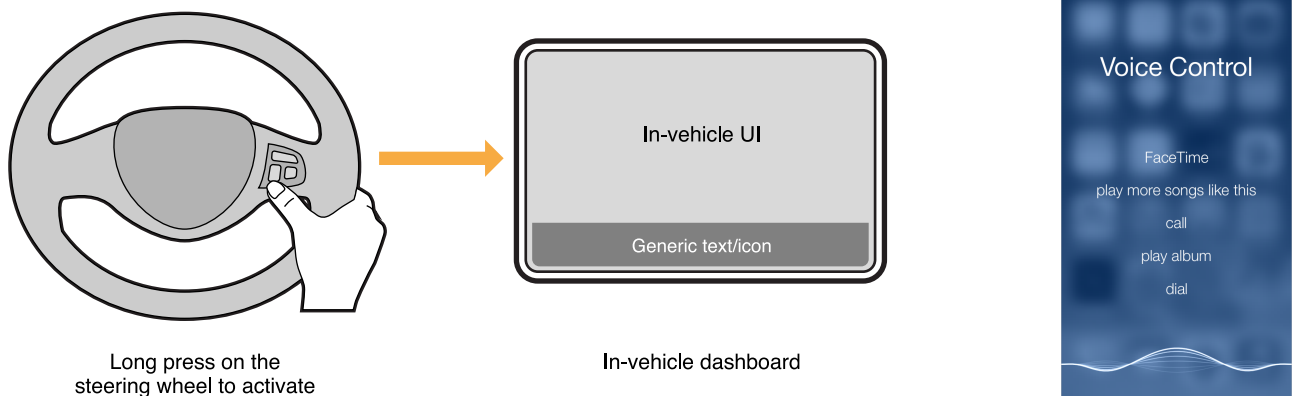 Voice Control
In-vehicle UI
FaceTime
play more songs like this
call
Generic text/icon
play album
dial
Long press on the
steering wheel to activate
In-vehicle dashboard